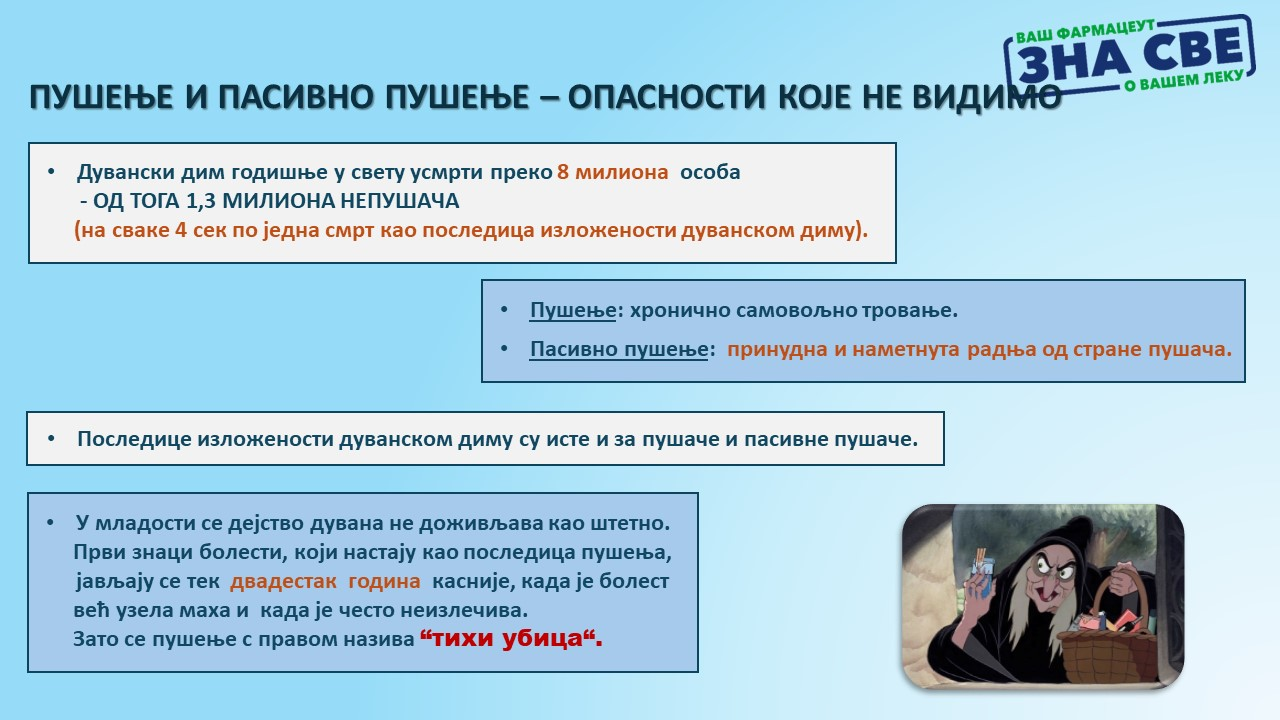 ВАШ ФАРМАЦЕУТ
ЗНА СВЕ
О ВАШЕМ ЛЕКУ
ПУШЕЊЕ И ПАСИВНО ПУШЕЊЕ – ОПАСНОСТИ КОЈЕ НЕ ВИДИМО
• Дувански дим годишње у свету усмрти преко 8 милиона особа
- ОД ТОГА 1,3 МИЛИОНА НЕПУШАЧА
(на сваке 4 сек по једна смрт као последица изложености дуванском диму).
• Пушење: хронично самовољно тровање.
• Пасивно пушење: принудна и наметнута радња од стране пушача.
• Последице изложености дуванском диму су исте и за пушаче и пасивне пушаче.
• У младости се дејство дувана не доживљава као штетно.
Први знаци болести, који настају као последица пушења,
јављају се тек двадестак година касније, када је болест
већ узела маха и када је често неизлечива.
Зато се пушење с правом назива “тихи убица“.